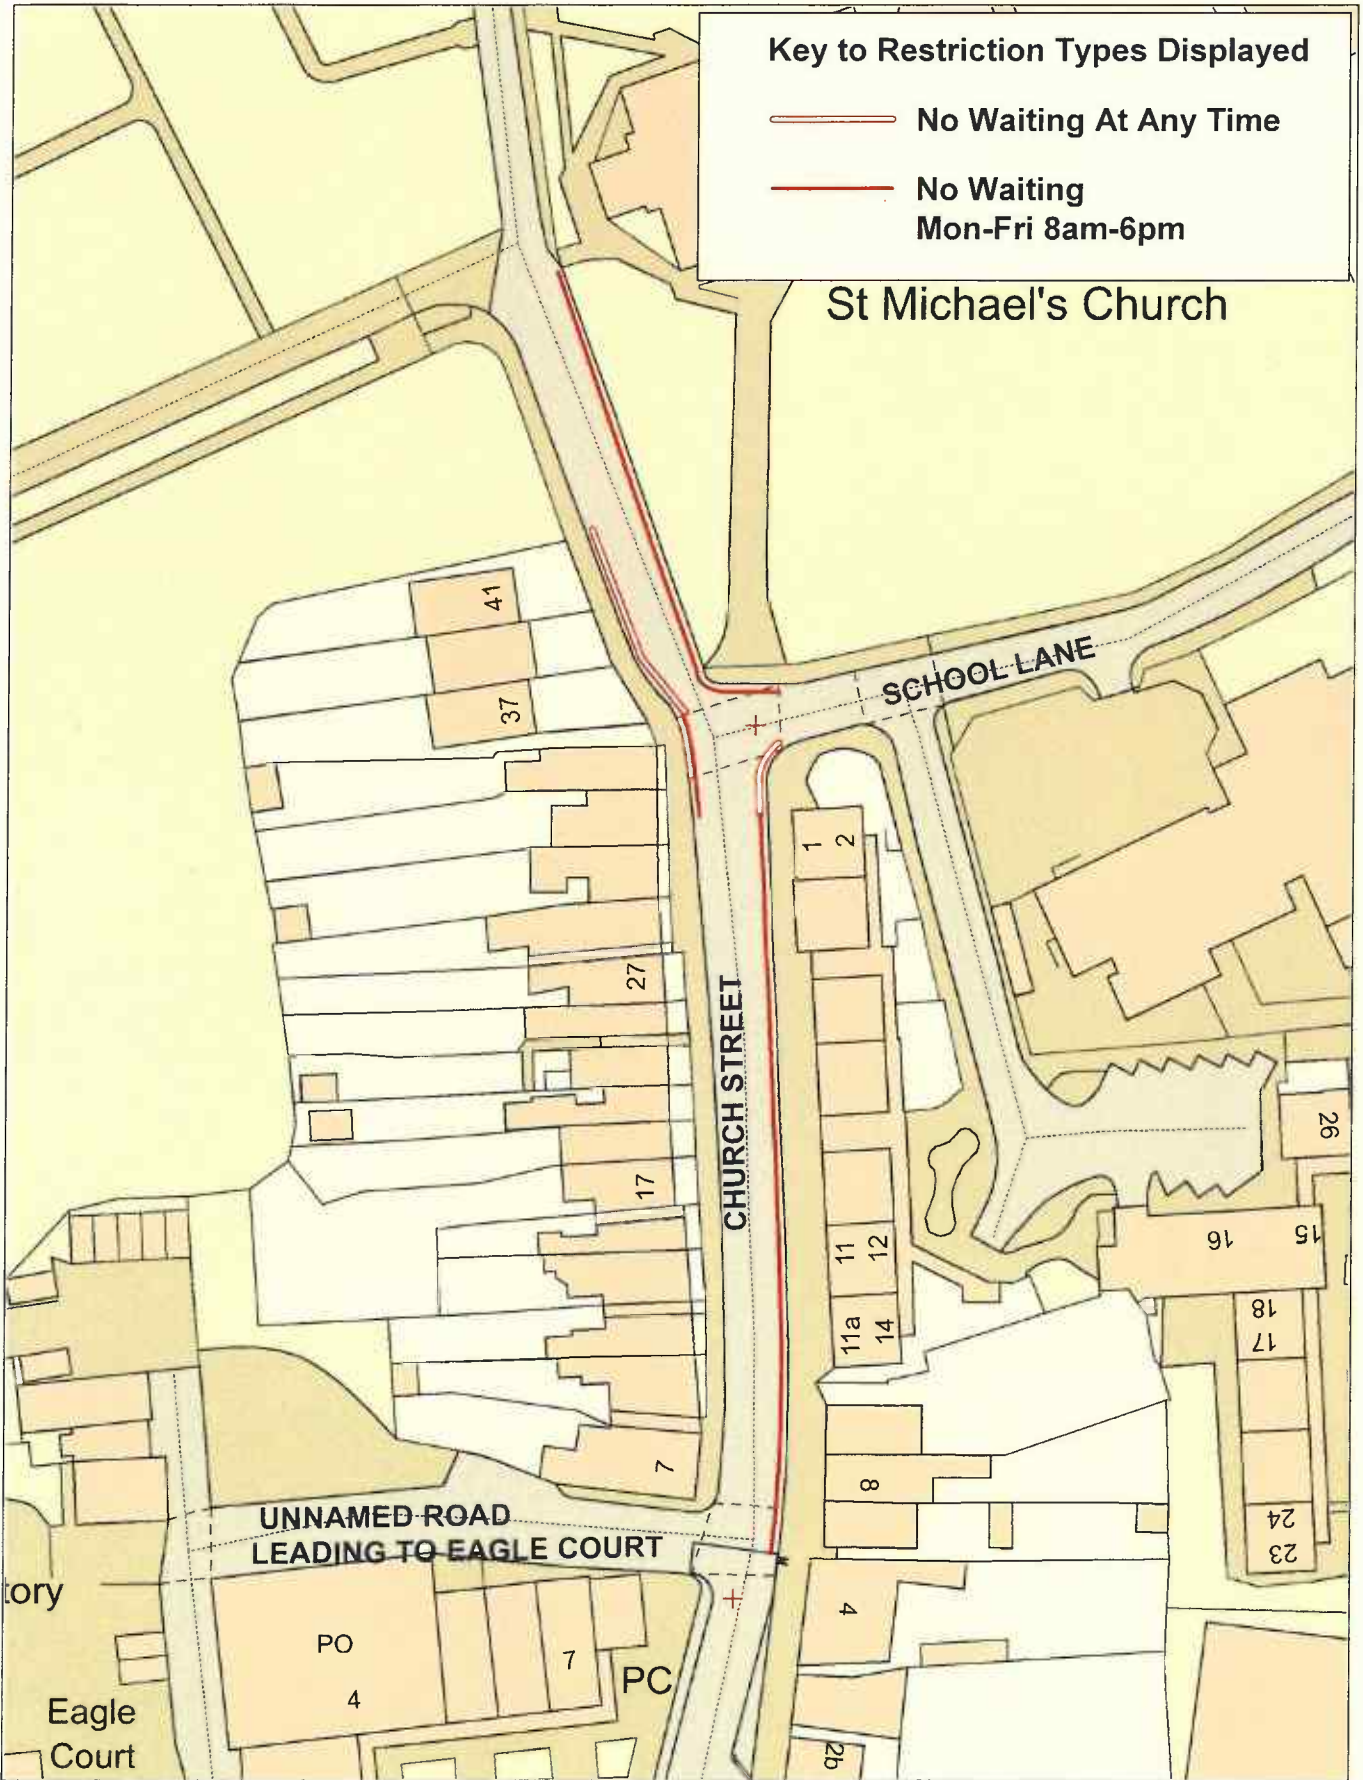 Key to Restriction Types Displayed
No Waiting At Any Time
No Waiting
Mon-Fri 8am-6pm
St Michael's Church
41
37
SCHOOL LANE
1
2
27
CHURCH STREET
17
26
11
12
16
15
11a
14
18
17
7
8
UNNAMED ROAD
LEADING TO EAGLE COURT
24
23
tory
4
PO
7
4
PC
Eagle
Court
2b